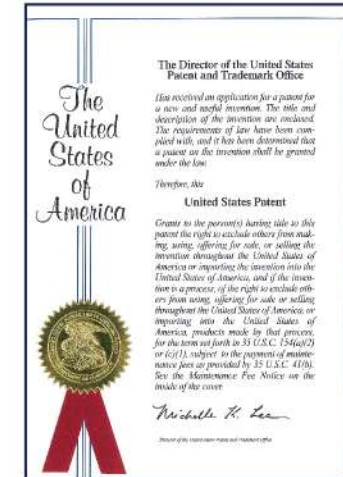 The
United
States
of
America
The Director of the United States
Patent and Trademark Office
Has received an application for a patent for
a new and useful invention. The title and
description of the invention are enclosed.
The requirements of law have been com-
plied with, and it has been determined that
a patent on the invention shall be granted
under the law.
Therefore, this
United States Patent
Grants to the person(s) having title to this
patent the right to exclude others from mak-
ing, using, offering for sale, or selling the
invention throughout the United States of
America or importing the invention into the
United States of America, and if the inven-
tion is a process, of the right to exclude oth-
ers from using, offering for sale or selling
throughout the United States of America, or
importing into the United States of
America, products made by that process,
for the term set forth in 35 U.S.C. 154(a)(2)
or (c)(1), subject to the payment of mainte-
nance fees as provided by 35 U.S.C. 41(b).
See the Maintenance Fee Notice on the
inside of the cover.
Michelle K. Lee
Director of the United States Patent and Trademark Office